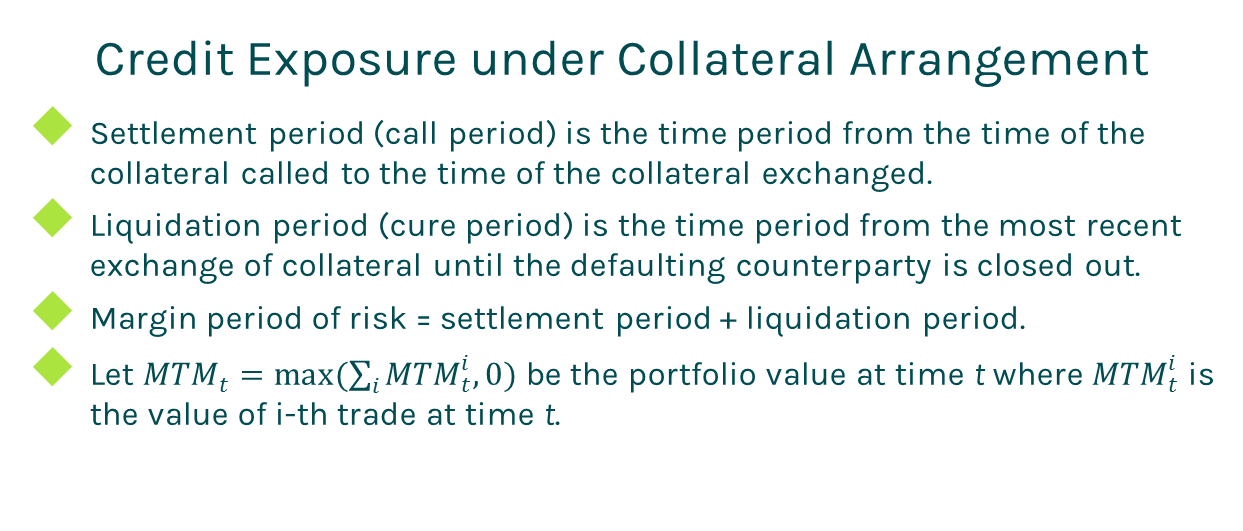 Credit Exposure under Collateral Arrangement
Settlement period (call period) is the time period from the time of the
collateral called to the time of the collateral exchanged.
Liquidation period (cure period) is the time period from the most recent
exchange of collateral until the defaulting counterparty is closed out.
Margin period of risk = settlement period + liquidation period.
Let $MTM_t = \max(\sum_i MTM_t^i, 0)$ be the portfolio value at time t where $MTM_t^i$ is
the value of i-th trade at time t.